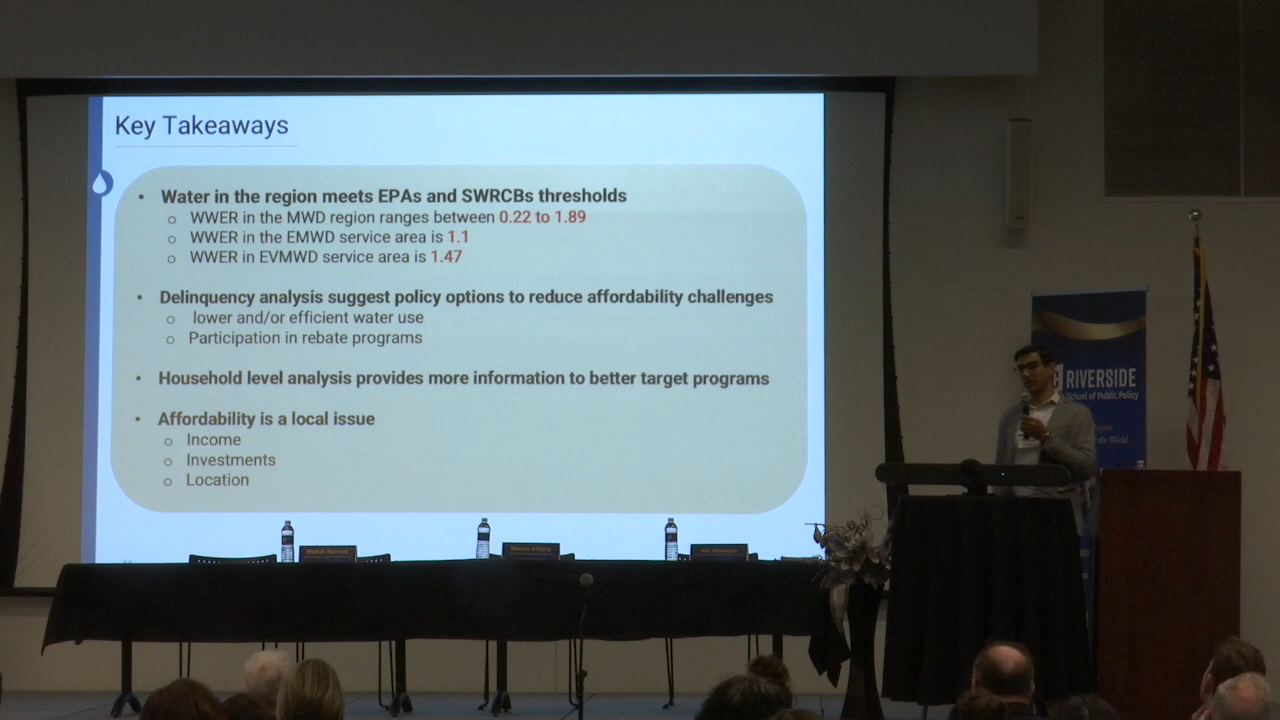 Key Takeaways
• Water in the region meets EPAs and SWRCBs thresholds
o WWER in the MWD region ranges between 0.22 to 1.89
o WWER in the EMWD service area is 1.1
o WWER in EVMWD service area is 1.47
• Delinquency analysis suggest policy options to reduce affordability challenges
o lower and/or efficient water use
o Participation in rebate programs
• Household level analysis provides more information to better target programs
• Affordability is a local issue
o Income
o Investments
o Location
RIVERSIDE
School of Public Policy
the World